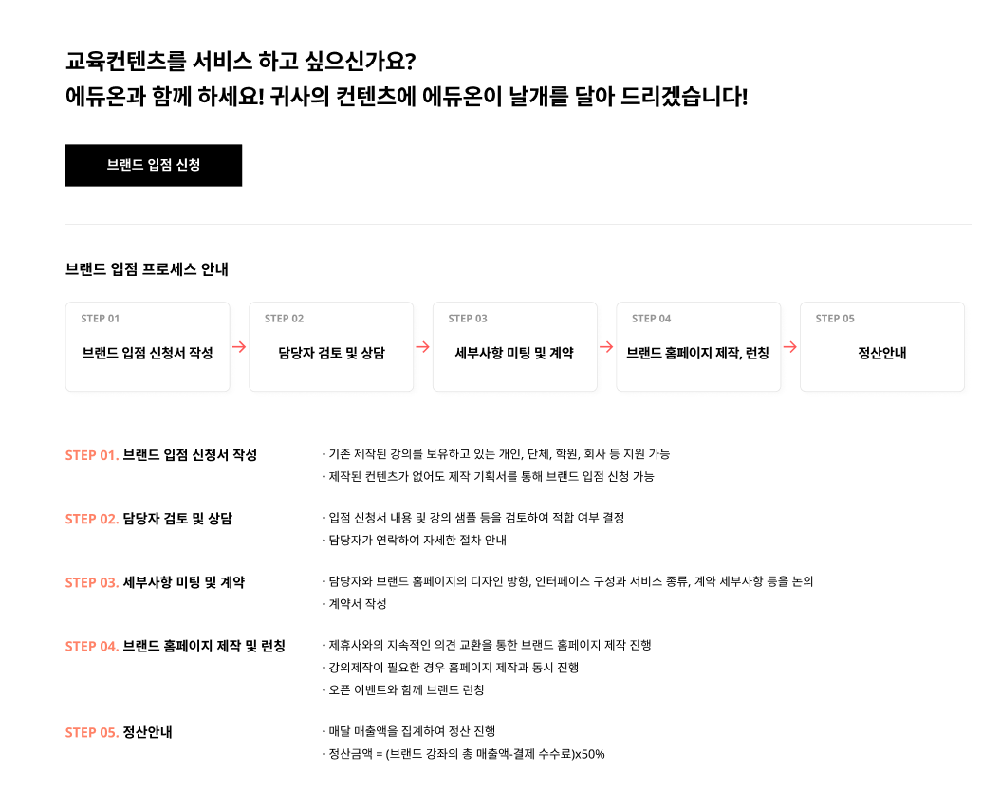 교육컨텐츠를 서비스 하고 싶으신가요?
에듀온과 함께 하세요! 귀사의 컨텐츠에 에듀온이 날개를 달아 드리겠습니다!
브랜드 입점 신청
브랜드 입점 프로세스 안내
STEP 01
브랜드 입점 신청서 작성
STEP 02
담당자 검토 및 상담
STEP 03
세부사항 미팅 및 계약
STEP 04
브랜드 홈페이지 제작, 런칭
STEP 05
정산안내
STEP 01. 브랜드 입점 신청서 작성
· 기존 제작된 강의를 보유하고 있는 개인, 단체, 학원, 회사 등 지원 가능
· 제작된 컨텐츠가 없어도 제작 기획서를 통해 브랜드 입점 신청 가능
STEP 02. 담당자 검토 및 상담
· 입점 신청서 내용 및 강의 샘플 등을 검토하여 적합 여부 결정
· 담당자가 연락하여 자세한 절차 안내
STEP 03. 세부사항 미팅 및 계약
· 담당자와 브랜드 홈페이지의 디자인 방향, 인터페이스 구성과 서비스 종류, 계약 세부사항 등을 논의
· 계약서 작성
STEP 04. 브랜드 홈페이지 제작 및 런칭
· 제휴사와의 지속적인 의견 교환을 통한 브랜드 홈페이지 제작 진행
· 강의제작이 필요한 경우 홈페이지 제작과 동시 진행
· 오픈 이벤트와 함께 브랜드 런칭
STEP 05. 정산안내
· 매달 매출액을 집계하여 정산 진행
· 정산금액 = (브랜드 강좌의 총 매출액-결제 수수료)x50%